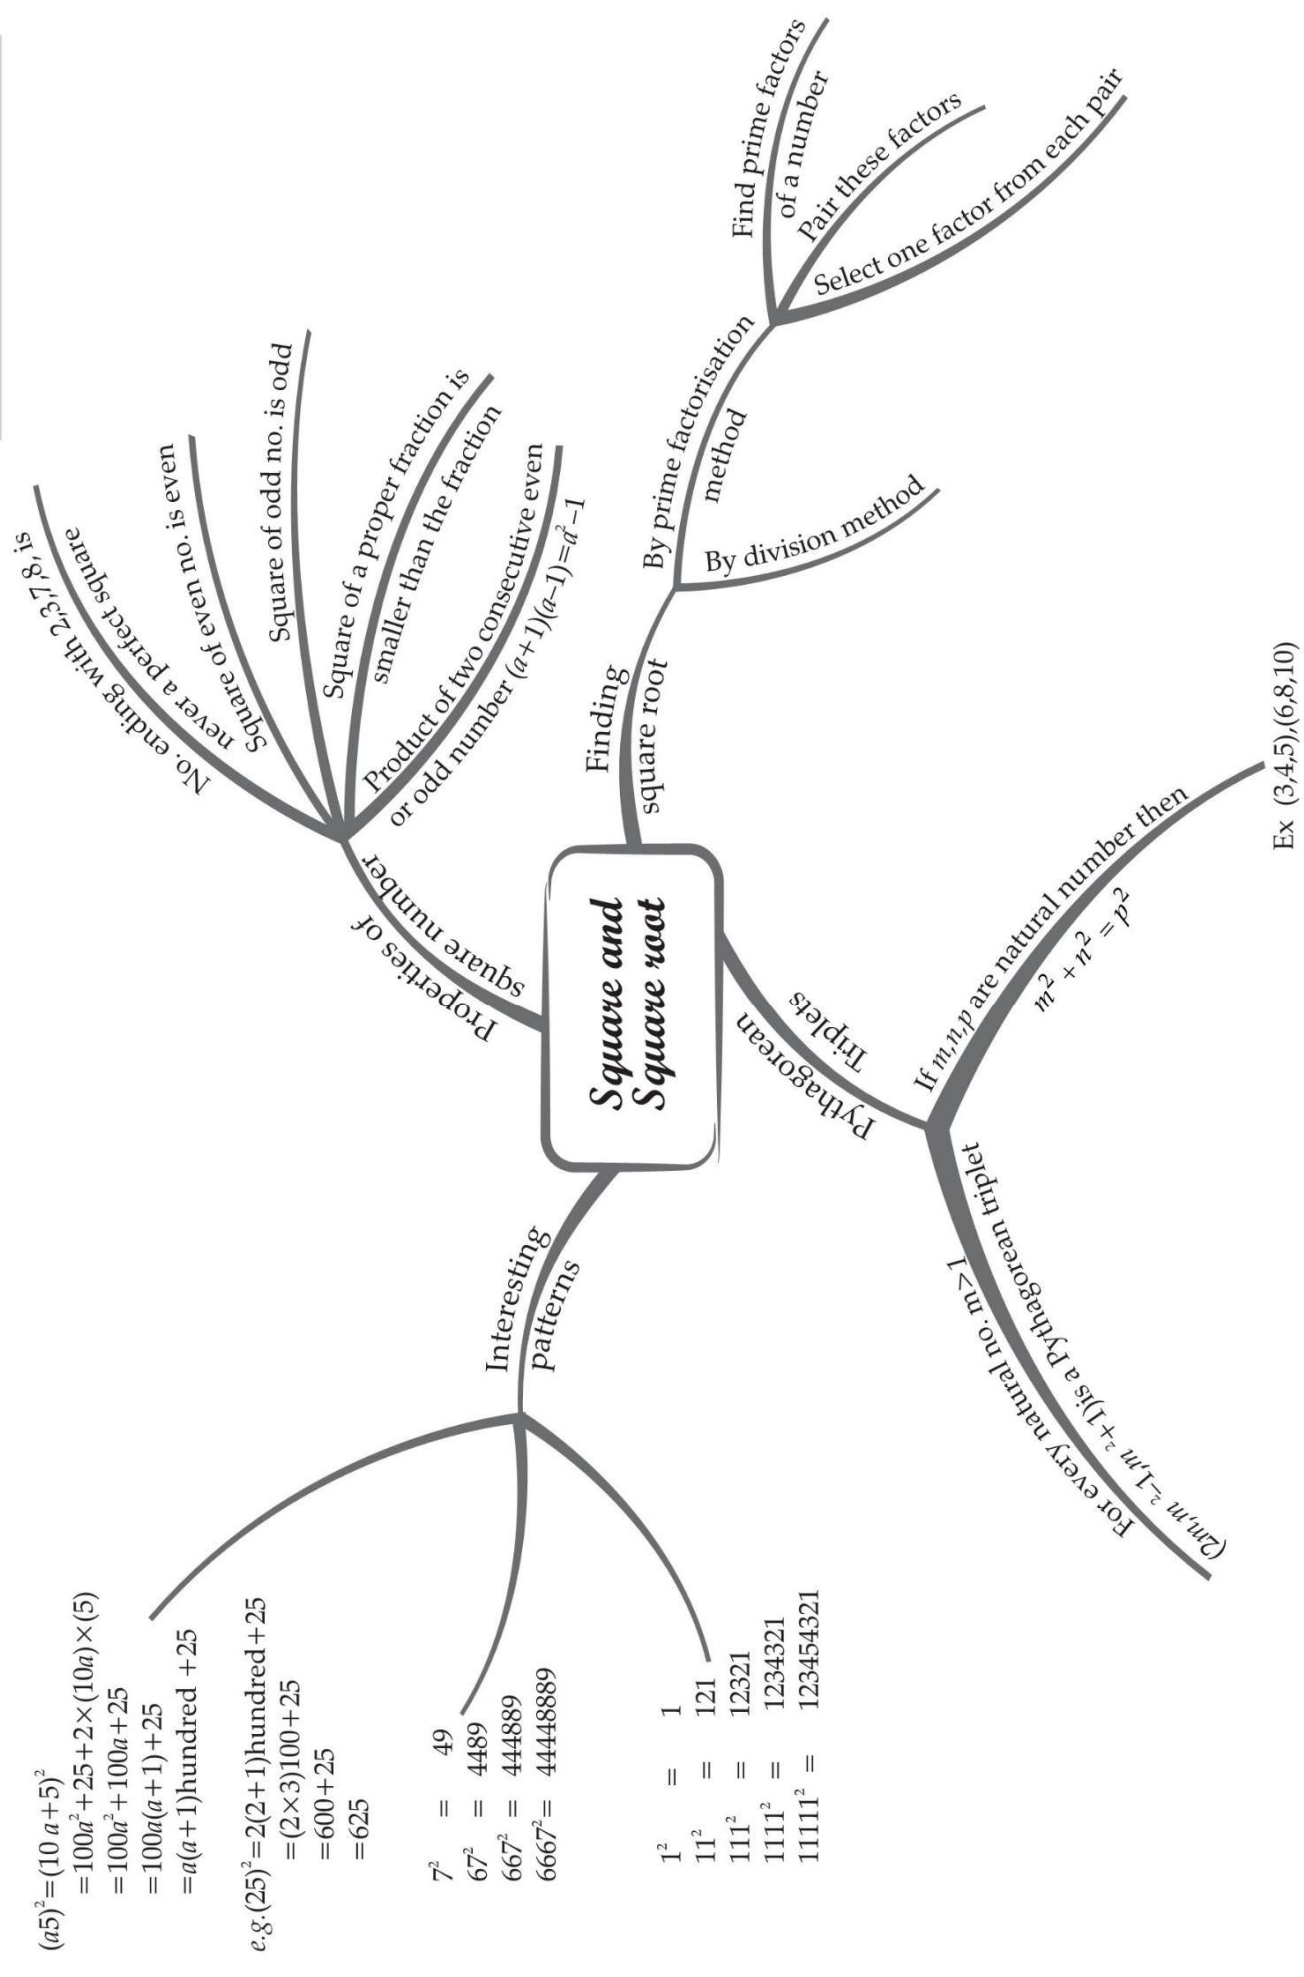 Square and
Square root
Properties of
square number
No. ending with 2,3,7,8, is
never a perfect square
Square of even no. is even
Square of odd no. is odd
Square of a proper fraction is
smaller than the fraction
Product of two consecutive even
or odd number (a+1)(a–1)=a²–1
Finding
square root
By prime factorisation
method
Find prime factors
of a number
Pair these factors
Select one factor from each pair
By division method
Pythagorean
Triplets
If m,n,p are natural number then
m² + n² = p²
Ex (3,4,5),(6,8,10)
For every natural no. m>1
(2m,m²–1,m²+1)is a Pythagorean triplet
Interesting
patterns
(a5)²=(10 a+5)²
=100a²+25+2×(10a)×(5)
=100a²+100a+25
=100a(a+1)+25
=a(a+1)hundred +25
e.g.(25)²=2(2+1)hundred+25
=(2×3)100+25
=600+25
=625
7² = 49
67² = 4489
667² = 444889
6667² = 44448889
1² = 1
11² = 121
111² = 12321
1111² = 1234321
11111² = 123454321